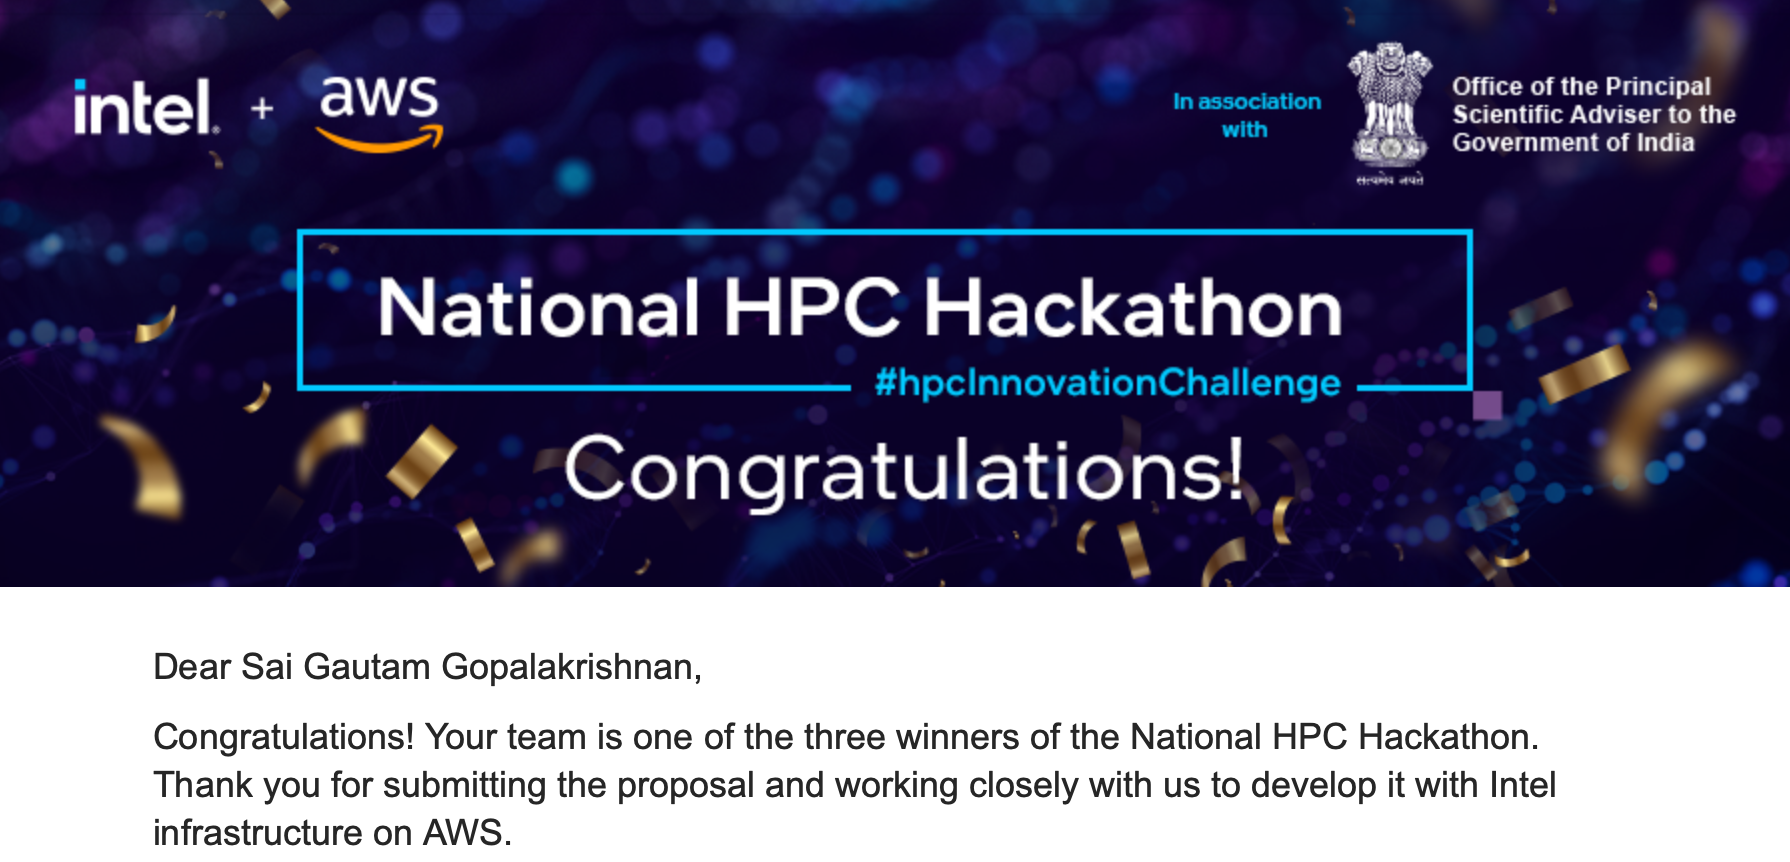 intel + aws
In association
with
Office of the Principal
Scientific Adviser to the
Government of India
सत्यमेव जयते
National HPC Hackathon
#hpcInnovationChallenge
Congratulations!
Dear Sai Gautam Gopalakrishnan,
Congratulations! Your team is one of the three winners of the National HPC Hackathon.
Thank you for submitting the proposal and working closely with us to develop it with Intel
infrastructure on AWS.